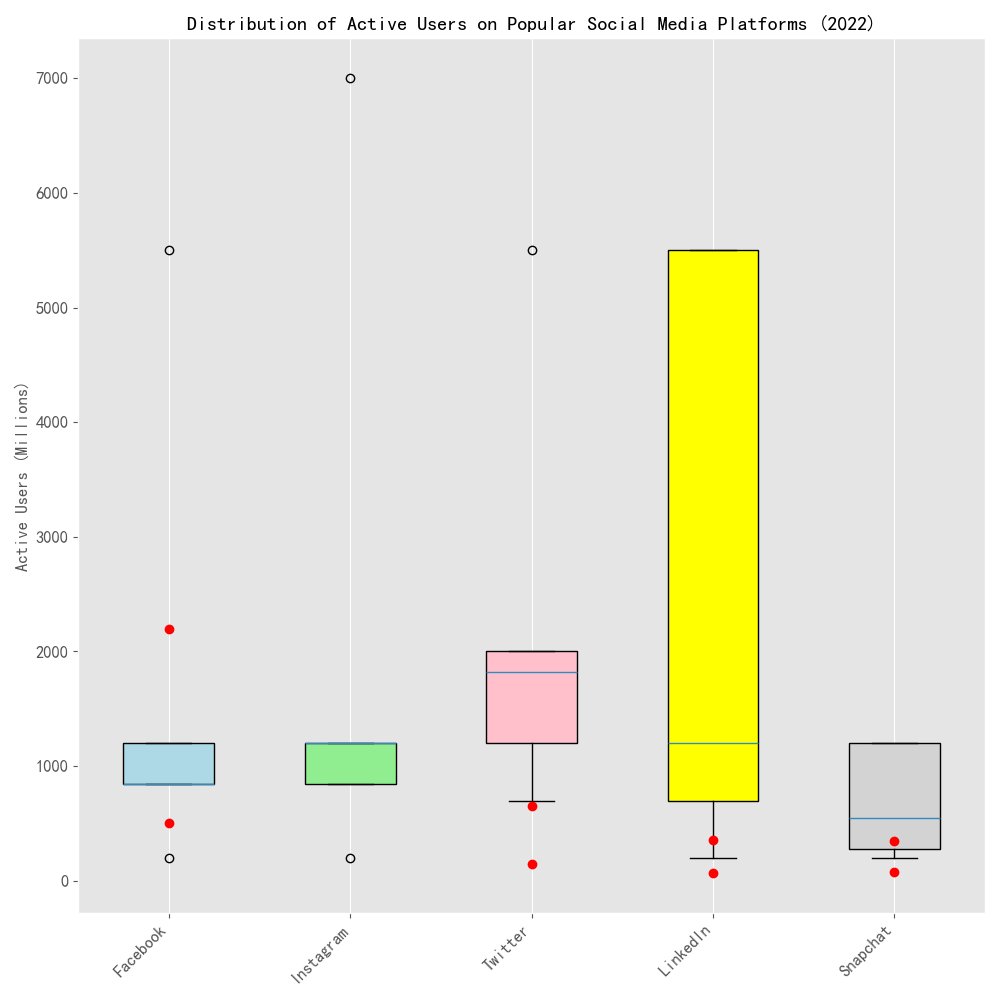 Distribution of Active Users on Popular Social Media Platforms (2022)
Active Users (Millions)
7000
6000
5000
4000
3000
2000
1000
0
Facebook
Instagram
Twitter
LinkedIn
Snapchat